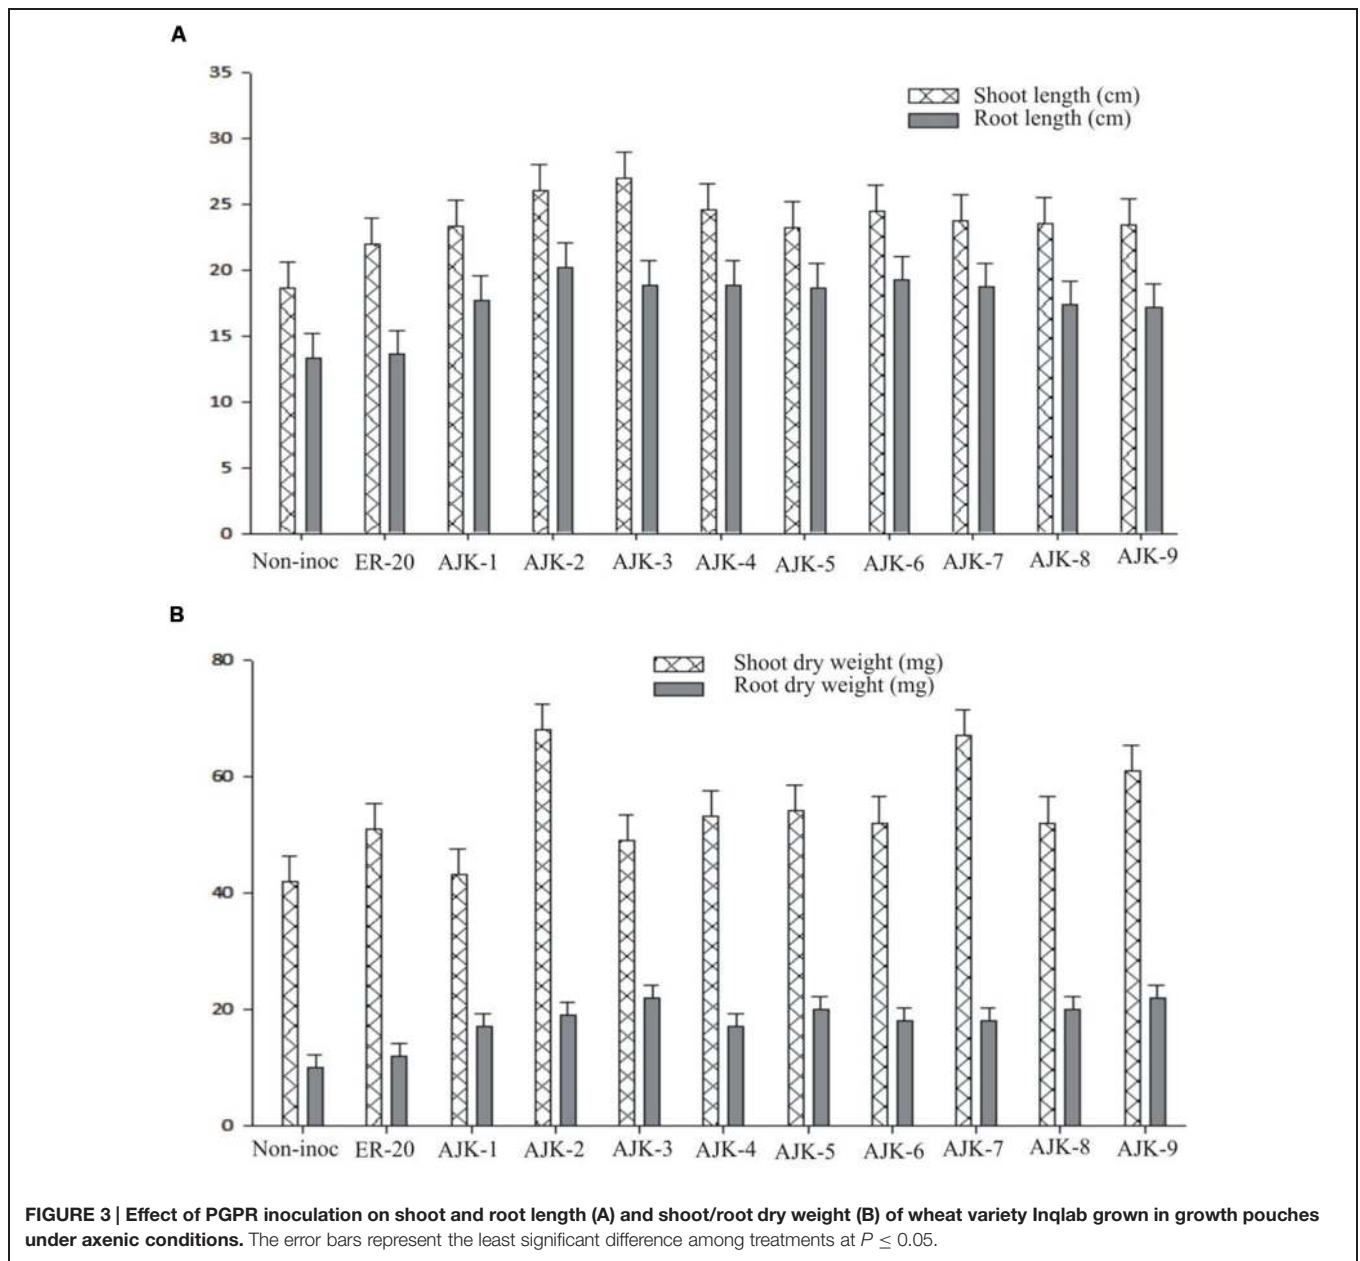 A
35
30
25
20
15
10
5
0
Shoot length (cm)
Root length (cm)
Non-inoc ER-20 AJK-1 AJK-2 AJK-3 AJK-4 AJK-5 AJK-6 AJK-7 AJK-8 AJK-9
B
80
60
40
20
0
Shoot dry weight (mg)
Root dry weight (mg)
Non-inoc ER-20 AJK-1 AJK-2 AJK-3 AJK-4 AJK-5 AJK-6 AJK-7 AJK-8 AJK-9
FIGURE 3 | Effect of PGPR inoculation on shoot and root length (A) and shoot/root dry weight (B) of wheat variety Inqlab grown in growth pouches
under axenic conditions. The error bars represent the least significant difference among treatments at P ≤ 0.05.